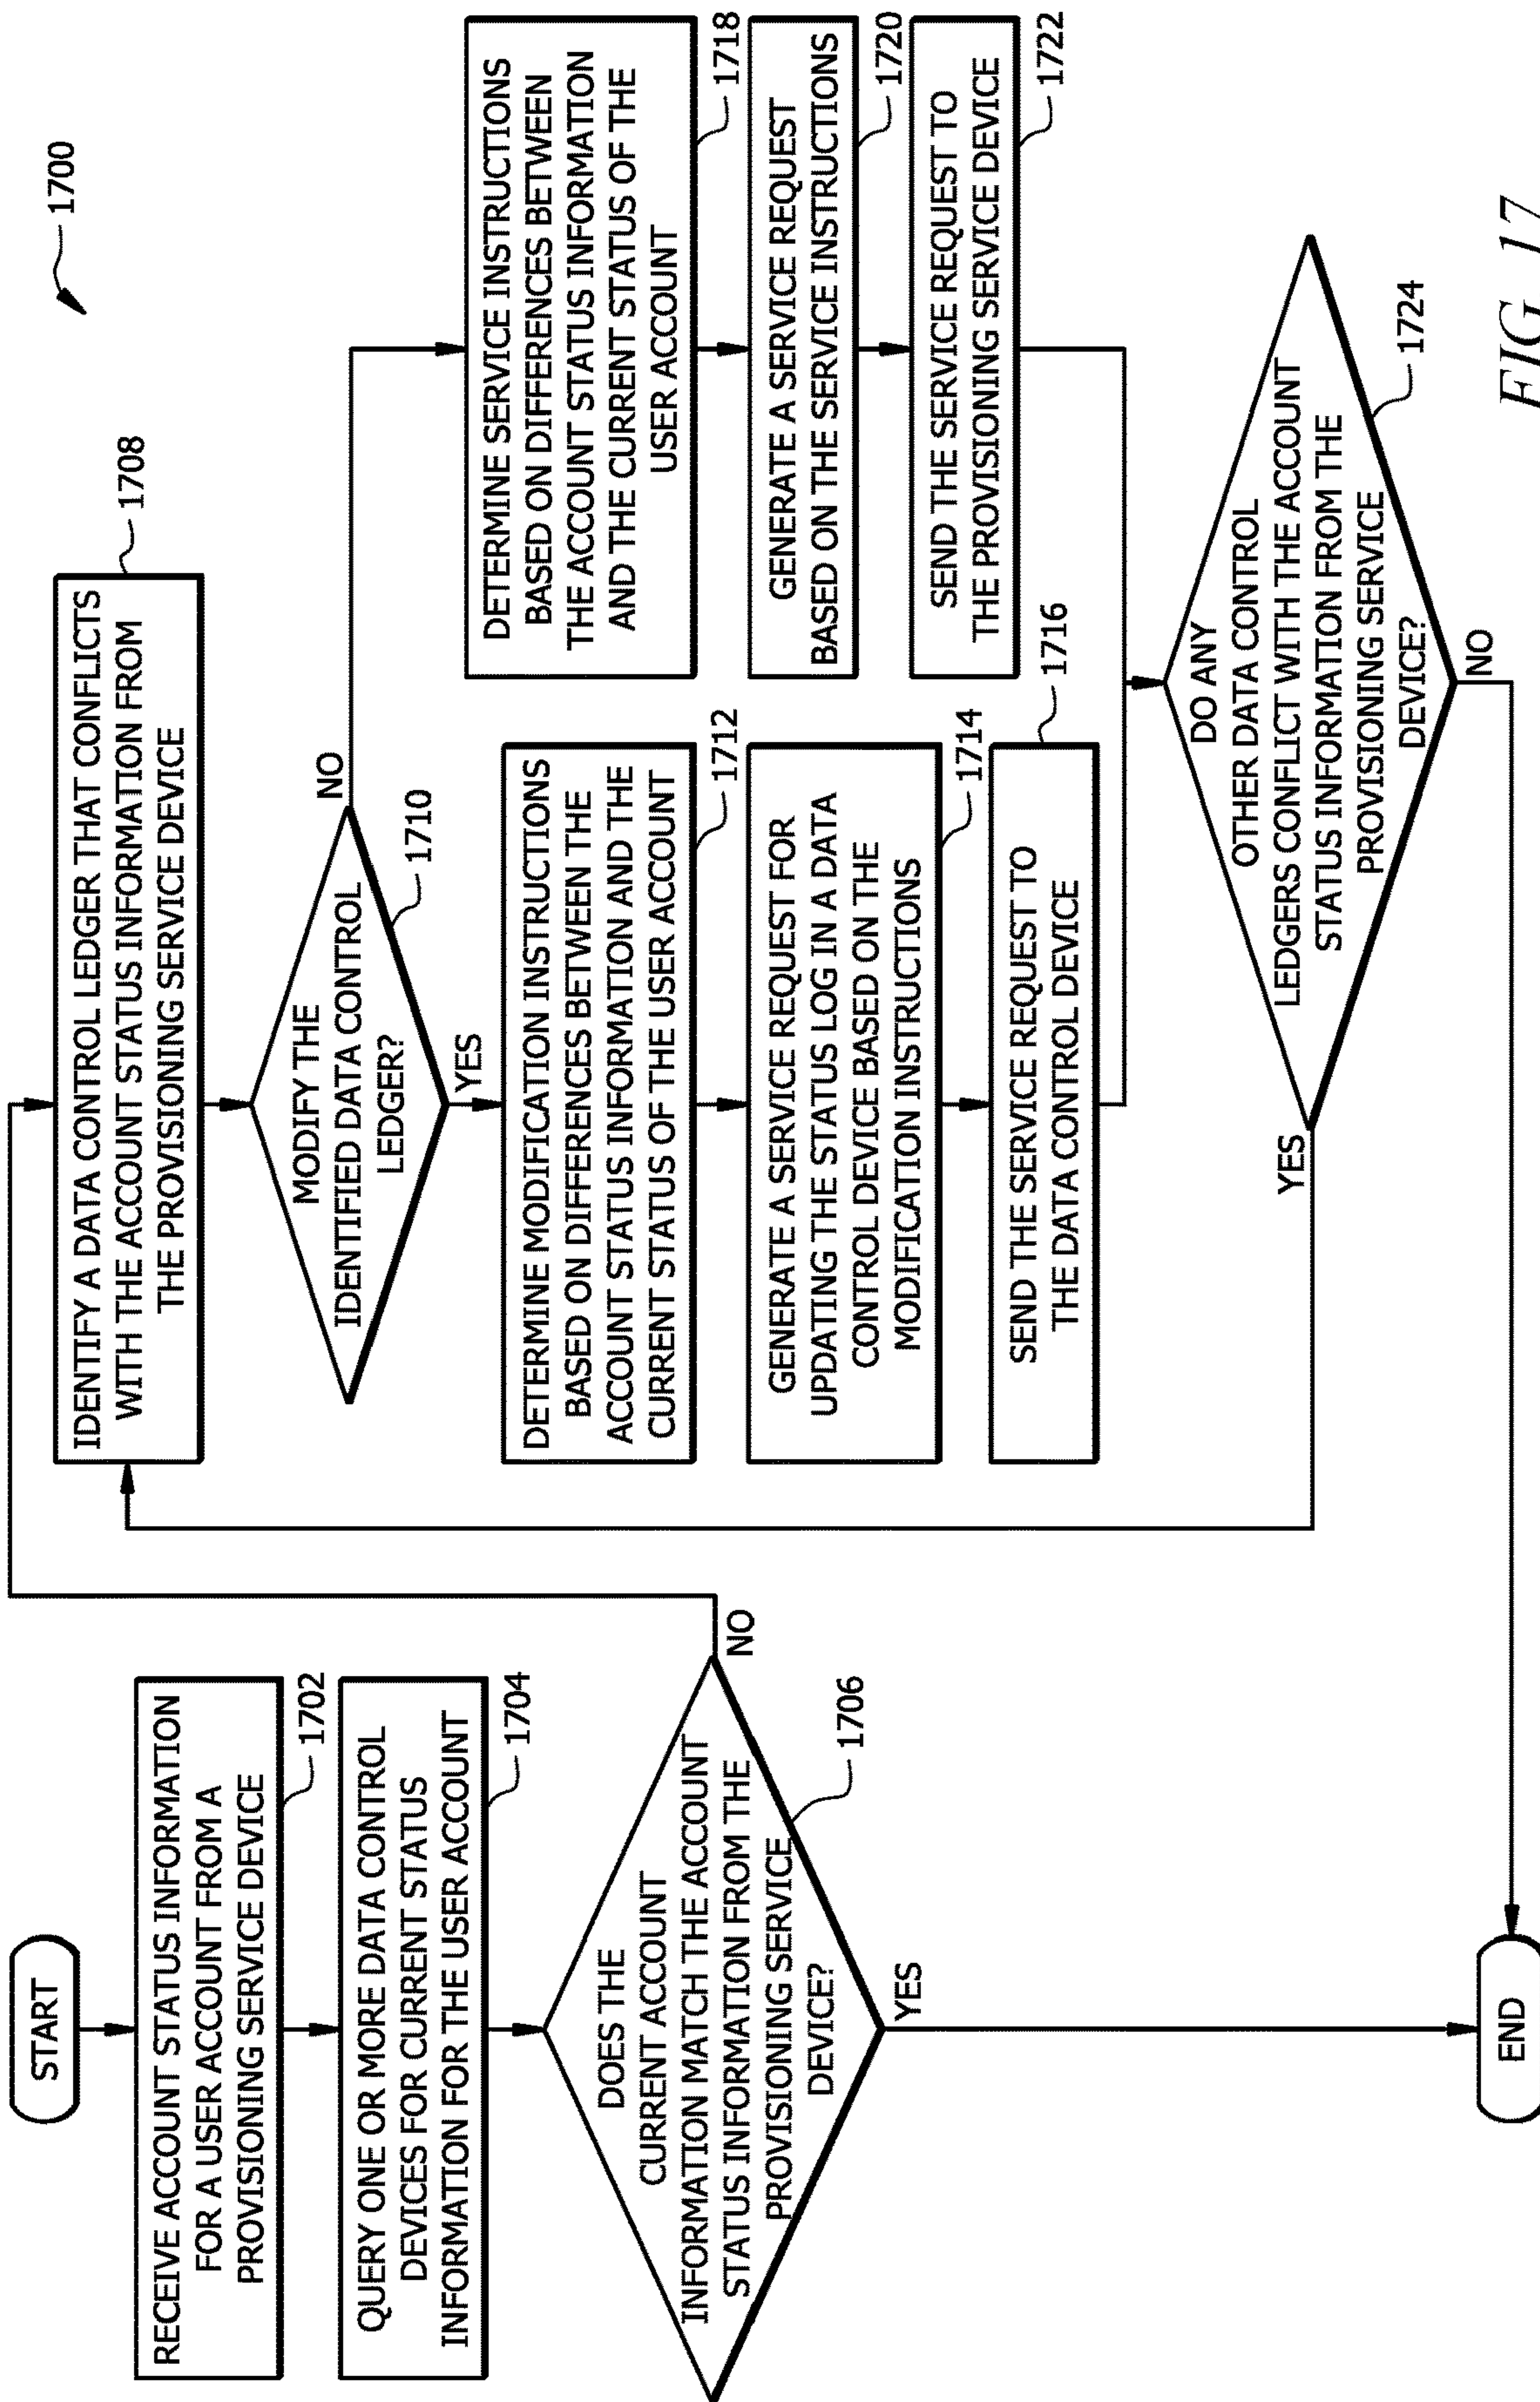 1700
START
RECEIVE ACCOUNT STATUS INFORMATION
FOR A USER ACCOUNT FROM A
PROVISIONING SERVICE DEVICE
1702
QUERY ONE OR MORE DATA CONTROL
DEVICES FOR CURRENT STATUS
INFORMATION FOR THE USER ACCOUNT
1704
DOES THE
CURRENT ACCOUNT
INFORMATION MATCH THE ACCOUNT
STATUS INFORMATION FROM THE
PROVISIONING SERVICE
DEVICE?
1706
NO
YES
IDENTIFY A DATA CONTROL LEDGER THAT CONFLICTS
WITH THE ACCOUNT STATUS INFORMATION FROM
THE PROVISIONING SERVICE DEVICE
1708
MODIFY THE
IDENTIFIED DATA CONTROL
LEDGER?
1710
NO
YES
DETERMINE MODIFICATION INSTRUCTIONS
BASED ON DIFFERENCES BETWEEN THE
ACCOUNT STATUS INFORMATION AND THE
CURRENT STATUS OF THE USER ACCOUNT
1712
GENERATE A SERVICE REQUEST FOR
UPDATING THE STATUS LOG IN A DATA
CONTROL DEVICE BASED ON THE
MODIFICATION INSTRUCTIONS
1714
SEND THE SERVICE REQUEST TO
THE DATA CONTROL DEVICE
1716
DETERMINE SERVICE INSTRUCTIONS
BASED ON DIFFERENCES BETWEEN
THE ACCOUNT STATUS INFORMATION
AND THE CURRENT STATUS OF THE
USER ACCOUNT
1718
GENERATE A SERVICE REQUEST
BASED ON THE SERVICE INSTRUCTIONS
1720
SEND THE SERVICE REQUEST TO
THE PROVISIONING SERVICE DEVICE
1722
DO ANY
OTHER DATA CONTROL
LEDGERS CONFLICT WITH THE ACCOUNT
STATUS INFORMATION FROM THE
PROVISIONING SERVICE
DEVICE?
1724
YES
NO
END
FIG. 17